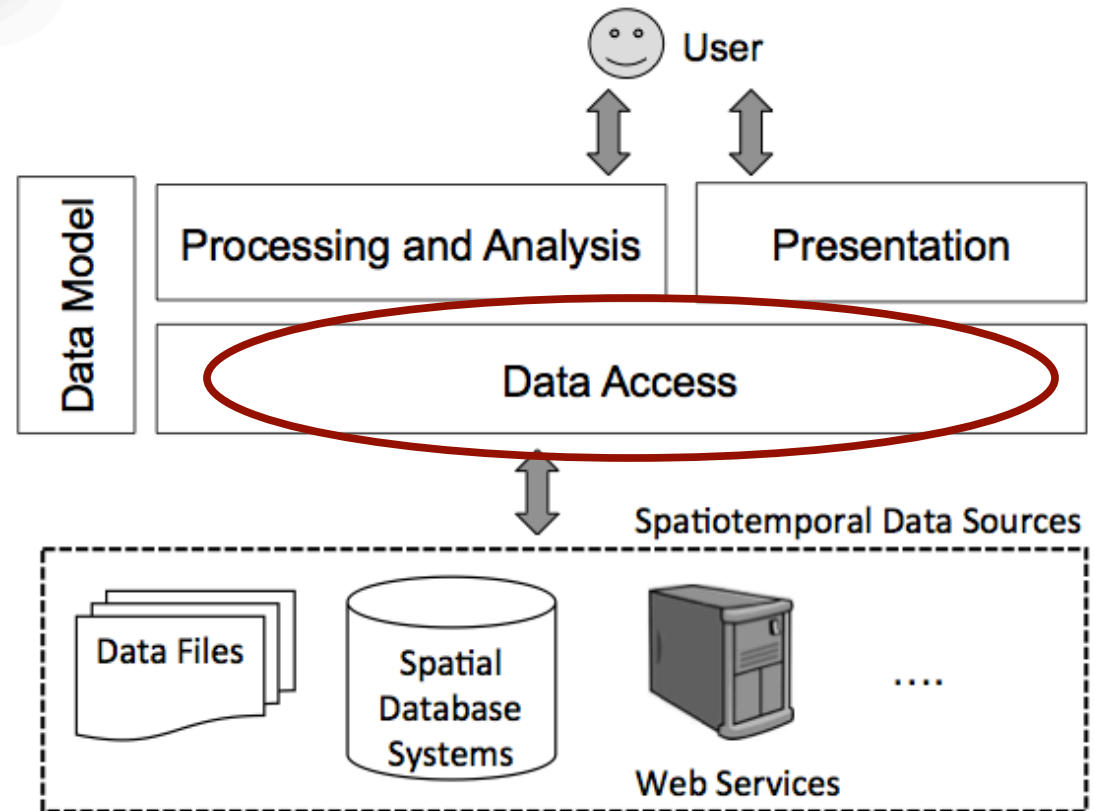 User
Data Model
Processing and Analysis
Presentation
Data Access
Spatiotemporal Data Sources
Data Files
Spatial
Database
Systems
....
Web Services